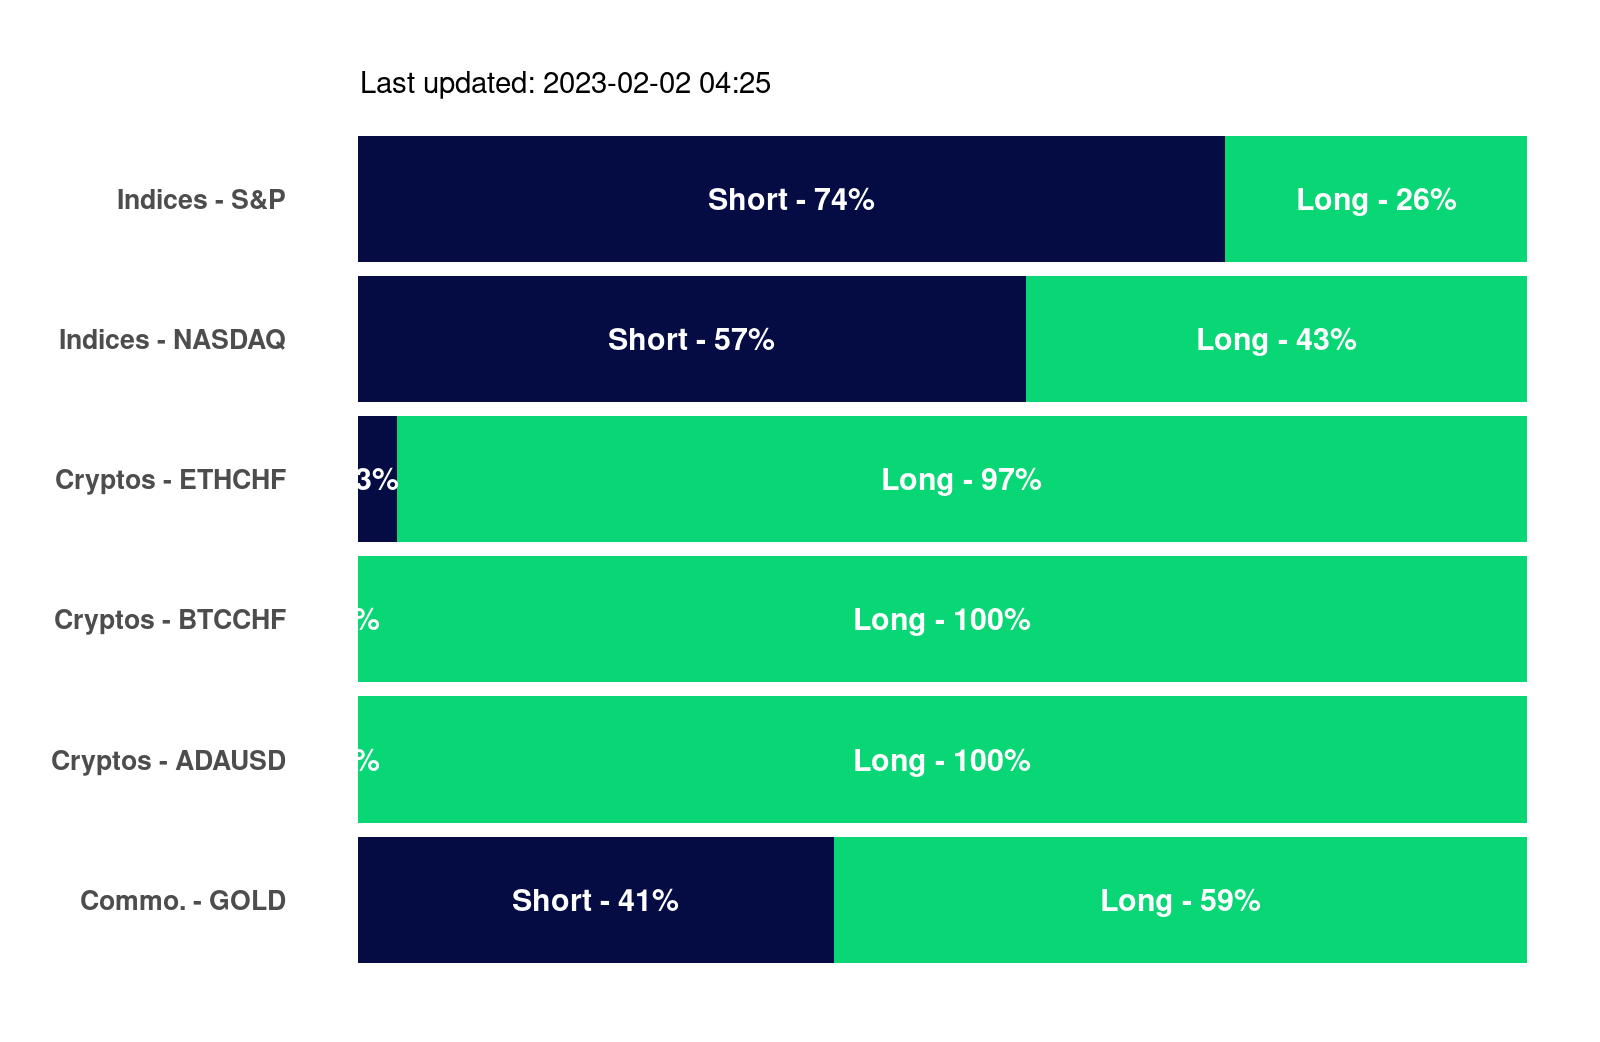 Last updated: 2023-02-02 04:25
Indices - S&P Short - 74% Long - 26%
Indices - NASDAQ Short - 57% Long - 43%
Cryptos - ETHCHF 3% Long - 97%
Cryptos - BTCCHF % Long - 100%
Cryptos - ADAUSD % Long - 100%
Commo. - GOLD Short - 41% Long - 59%